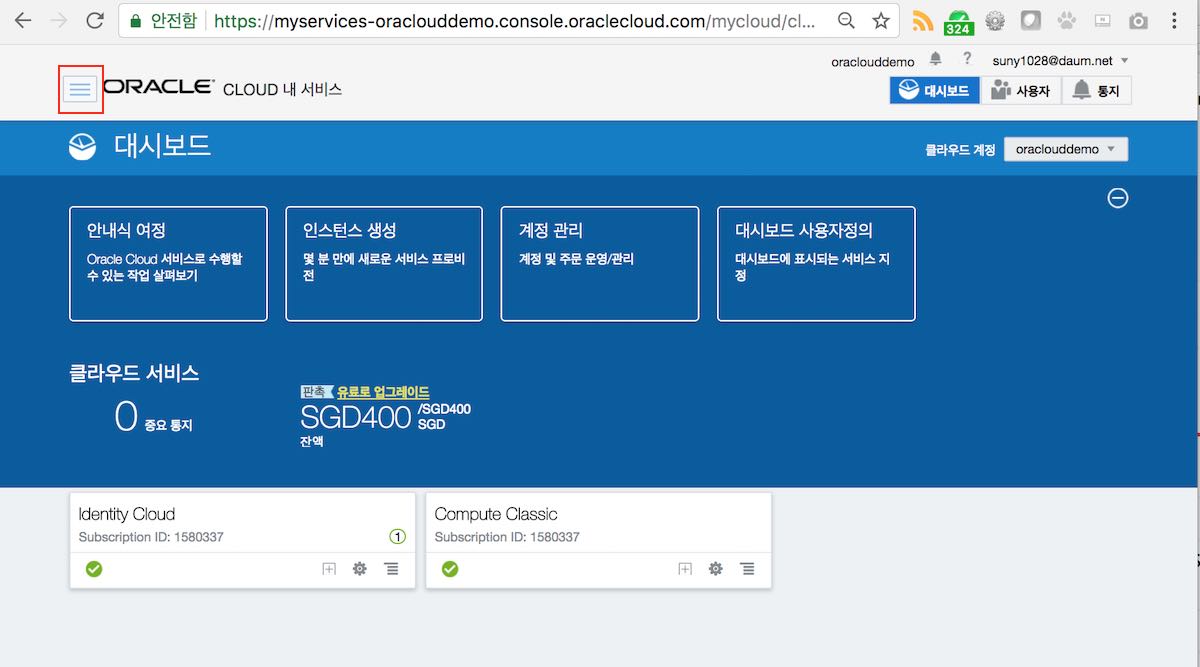 안전함
https://myservices-oraclouddemo.console.oraclecloud.com/mycloud/cl...
324
oraclouddemo
?
suny1028@daum.net
ORACLE CLOUD 내 서비스
대시보드
사용자
통지
대시보드
클라우드 계정
oraclouddemo
안내식 여정
Oracle Cloud 서비스로 수행할
수 있는 작업 살펴보기
인스턴스 생성
몇 분 만에 새로운 서비스 프로비
전
계정 관리
계정 및 주문 운영/관리
대시보드 사용자정의
대시보드에 표시되는 서비스 지
정
클라우드 서비스
0 중요 통지
판촉 유료로 업그레이드
SGD400 /SGD400
SGD
잔액
Identity Cloud
Subscription ID: 1580337
1
Compute Classic
Subscription ID: 1580337